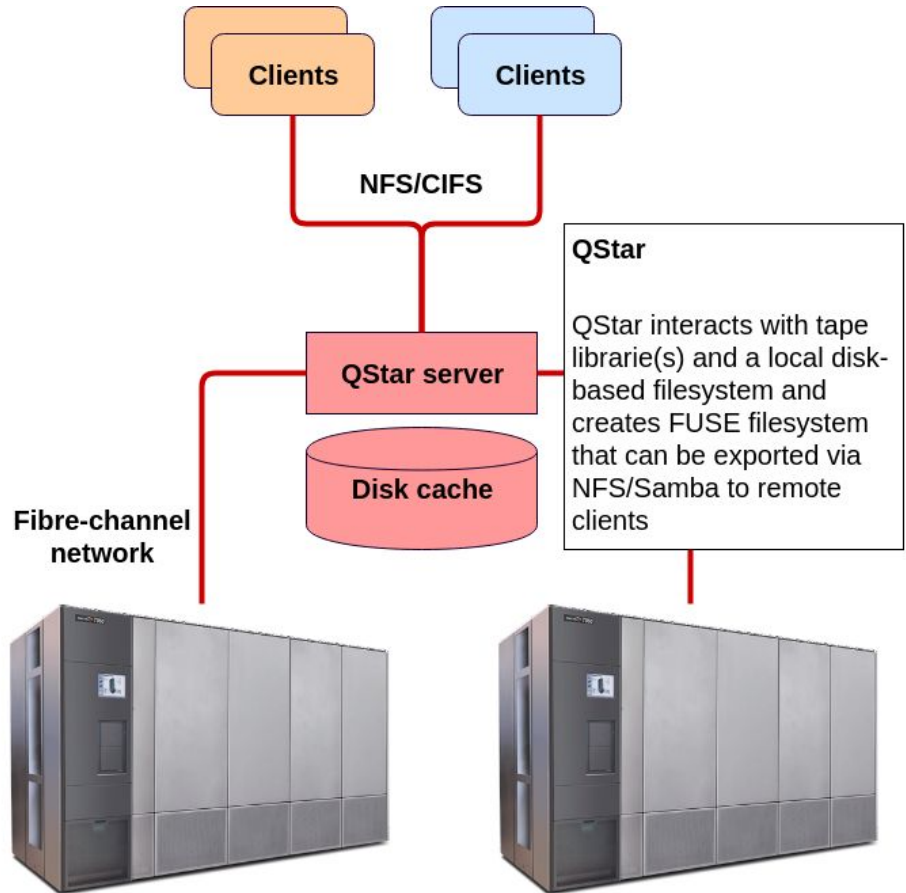 Clients
Clients
NFS/CIFS
QStar
QStar interacts with tape
librarie(s) and a local disk-
based filesystem and
creates FUSE filesystem
that can be exported via
NFS/Samba to remote
clients
QStar server
Disk cache
Fibre-channel
network